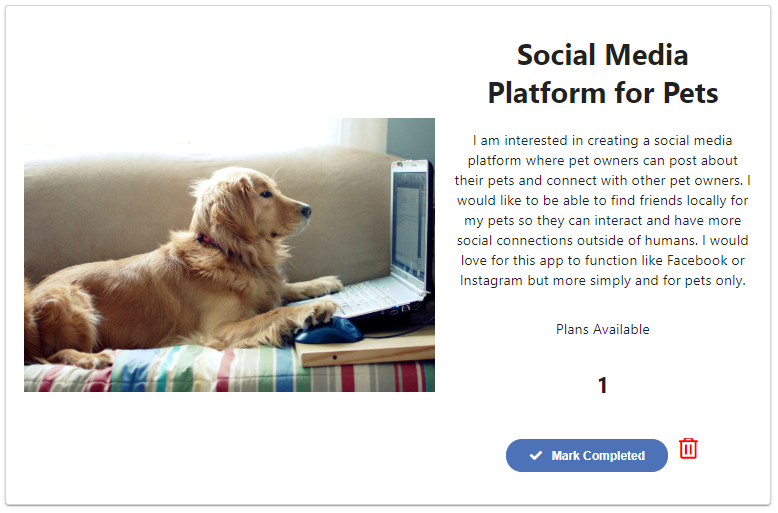 Social Media
Platform for Pets
I am interested in creating a social media
platform where pet owners can post about
their pets and connect with other pet owners. I
would like to be able to find friends locally for
my pets so they can interact and have more
social connections outside of humans. I would
love for this app to function like Facebook or
Instagram but more simply and for pets only.
Plans Available
1
Mark Completed